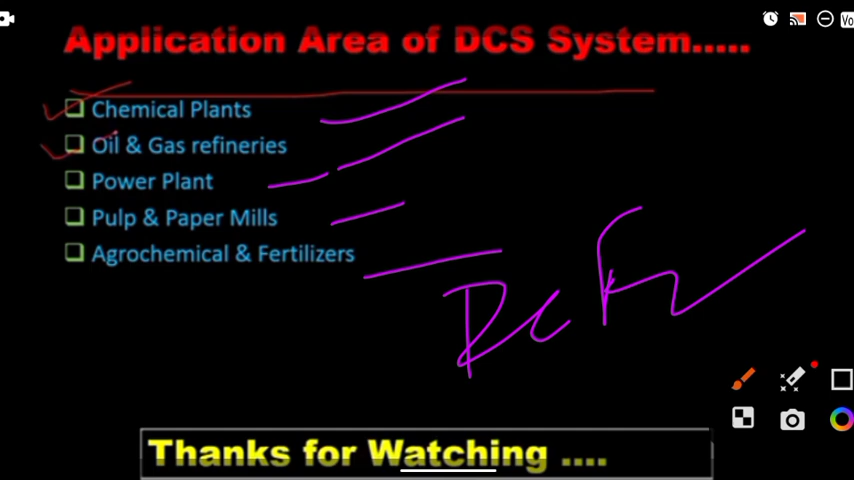 Application Area of DCS System.....
Chemical Plants
Oil & Gas refineries
Power Plant
Pulp & Paper Mills
Agrochemical & Fertilizers
Thanks for Watching ....